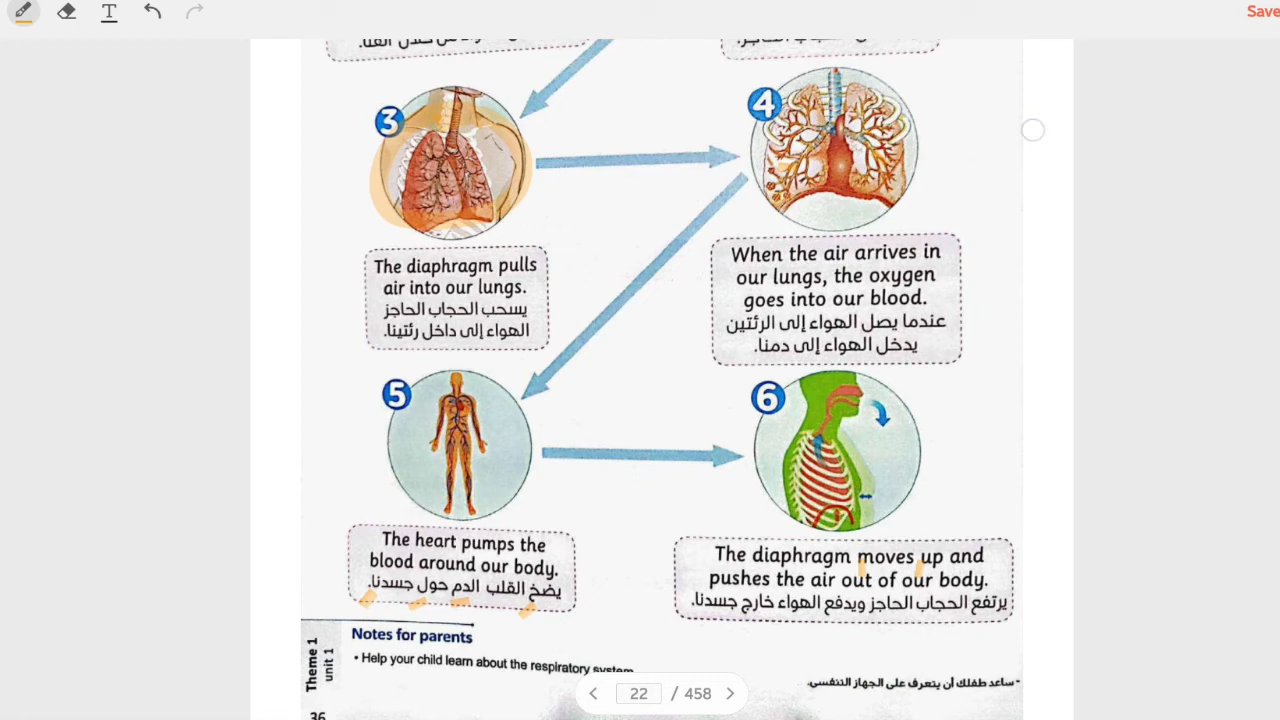 T
Save
3
4
The diaphragm pulls
air into our lungs.
يسحب الحجاب الحاجز
الهواء إلى داخل رئتينا.
When the air arrives in
our lungs, the oxygen
goes into our blood.
عندما يصل الهواء إلى الرئتين
يدخل الهواء إلى دمنا.
5
6
The heart pumps the
blood around our body.
يضخ القلب الدم حول جسدنا.
The diaphragm moves up and
pushes the air out of our body.
يرتفع الحجاب الحاجز ويدفع الهواء خارج جسدنا.
Theme 1
unit 1
Notes for parents
• Help your child learn about the respiratory system
- ساعد طفلك أن يتعرف على الجهاز التنفسي.
22 / 458
36